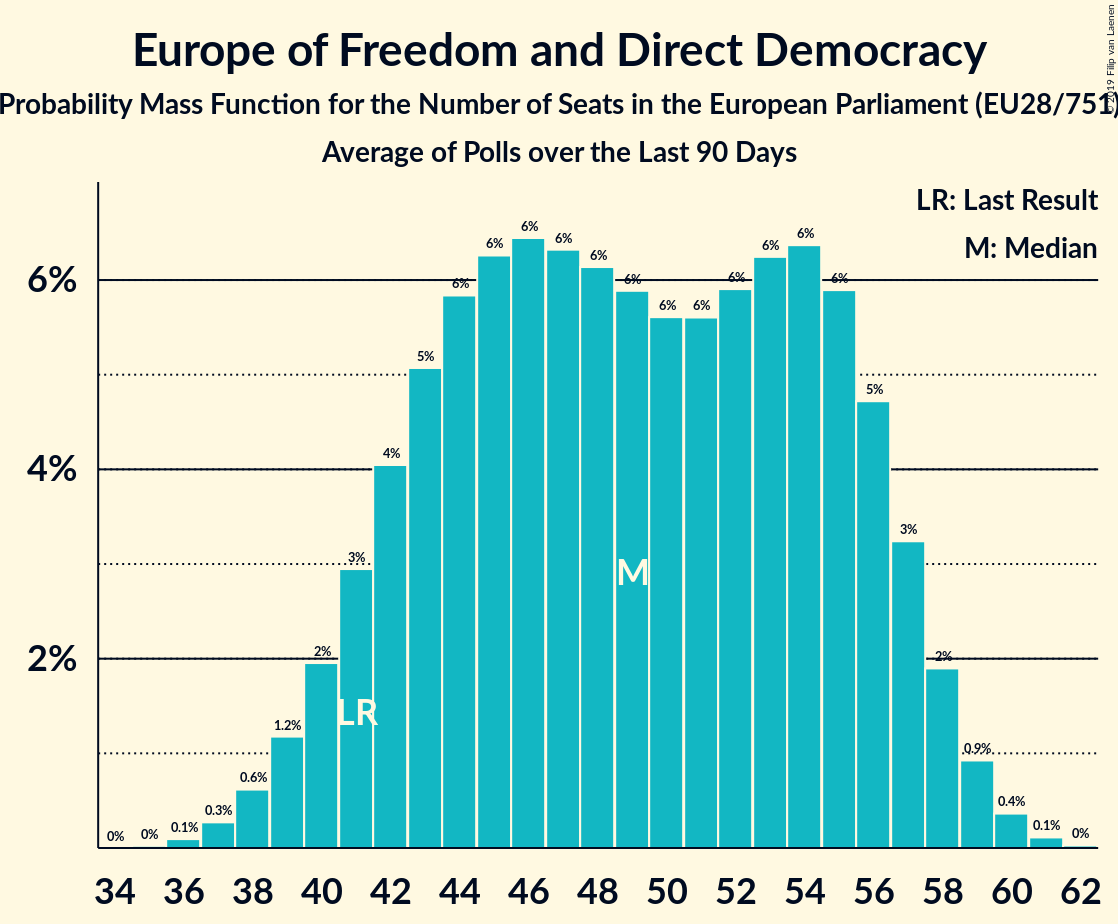 Europe of Freedom and Direct Democracy
Probability Mass Function for the Number of Seats in the European Parliament (EU28/751)
Average of Polls over the Last 90 Days
© 2019 Filip van Laenen
LR: Last Result
M: Median
6%
4%
2%
0% 0% 0.1% 0.3% 0.6% 1.2% 2% 3% 4% 5% 6% 6% 6% 6% 6% 6% 6% 6% 6% 6% 6% 6% 5% 3% 2% 0.9% 0.4% 0.1% 0%
M
LR
34 36 38 40 42 44 46 48 50 52 54 56 58 60 62